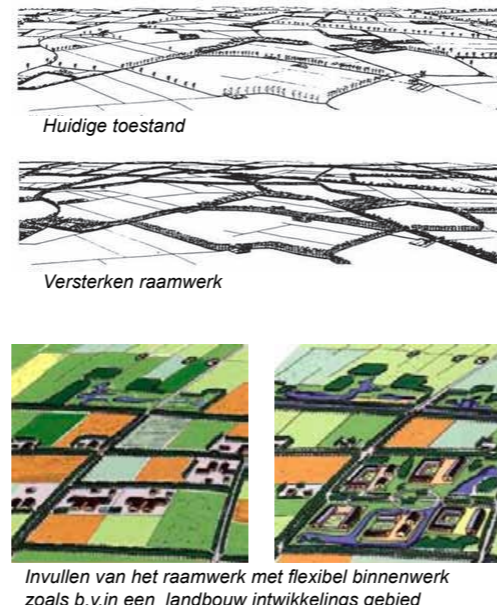 Huidige toestand
Versterken raamwerk
Invullen van het raamwerk met flexibel binnenwerk
zoals b.v.in een  landbouw intwikkelings gebied